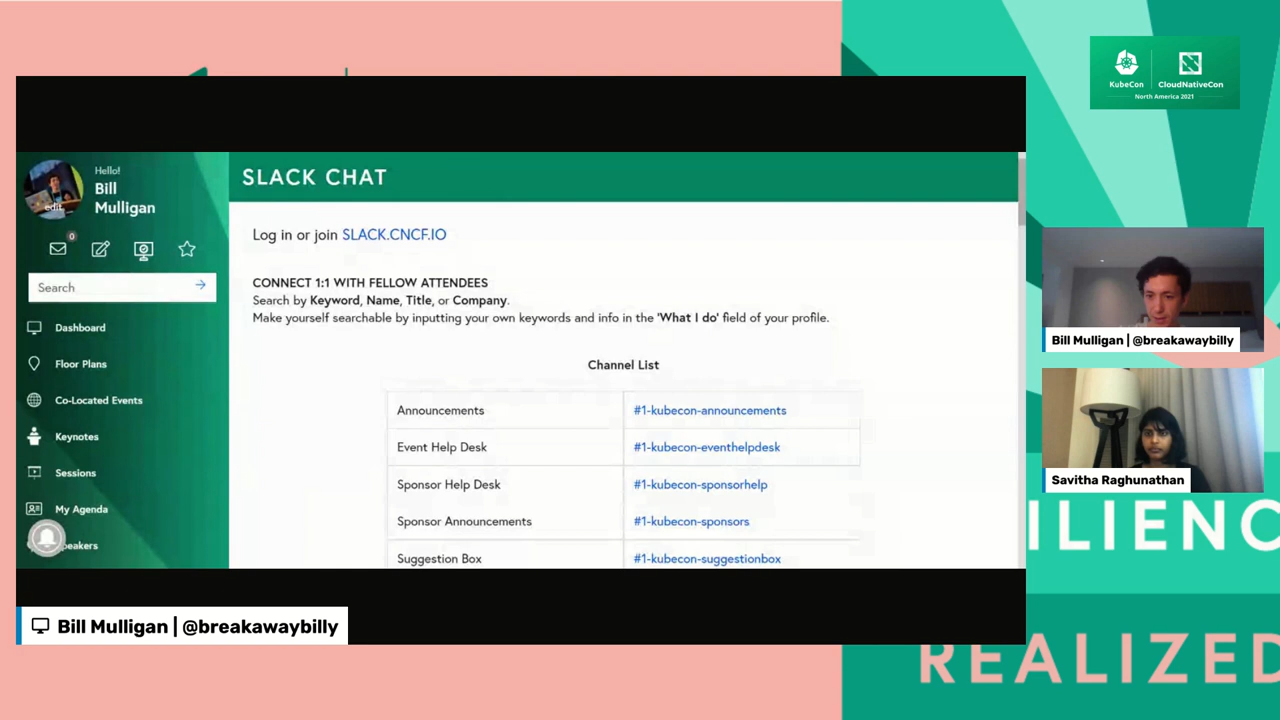 KubeCon
CloudNativeCon
North America 2021
Hello!
Bill
Mulligan
edit
0
Search
Dashboard
Floor Plans
Co-Located Events
Keynotes
Sessions
My Agenda
peakers
SLACK CHAT
Log in or join SLACK.CNCF.IO
CONNECT 1:1 WITH FELLOW ATTENDEES
Search by Keyword, Name, Title, or Company.
Make yourself searchable by inputting your own keywords and info in the 'What I do' field of your profile.
Channel List
Announcements #1-kubecon-announcements
Event Help Desk #1-kubecon-eventhelpdesk
Sponsor Help Desk #1-kubecon-sponsorhelp
Sponsor Announcements #1-kubecon-sponsors
Suggestion Box #1-kubecon-suggestionbox
Bill Mulligan | @breakawaybilly
Savitha Raghunathan
ILIENC
REALIZED
Bill Mulligan | @breakawaybilly